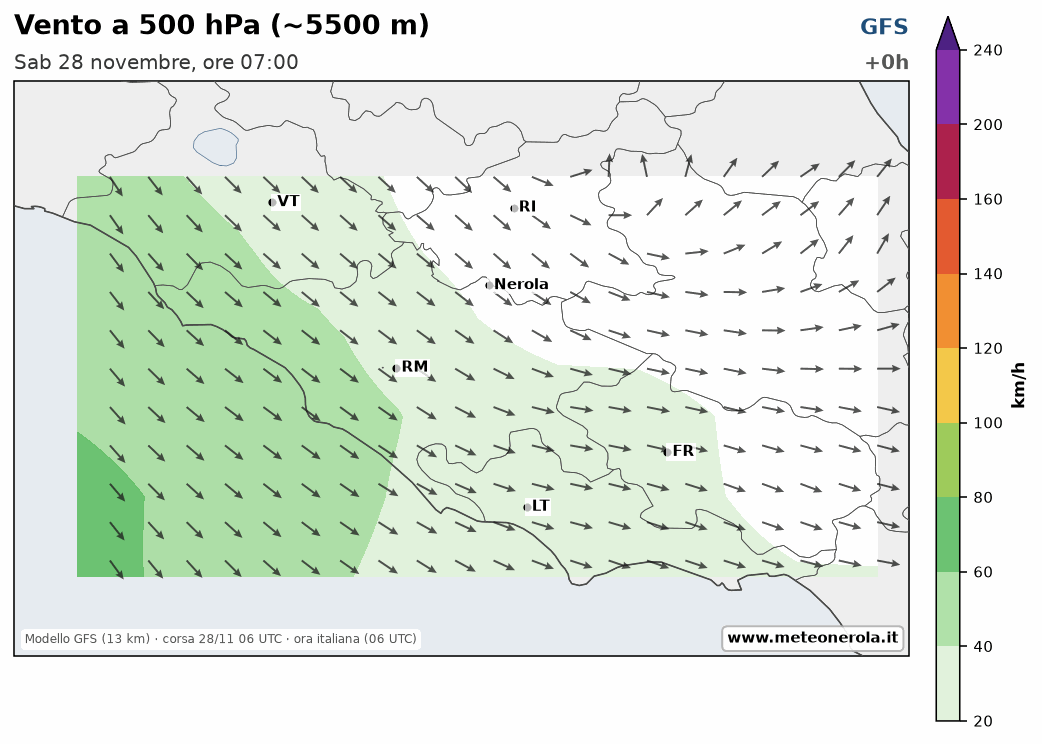 Vento a 500 hPa (~5500 m)
GFS
Sab 28 novembre, ore 07:00
+0h
VT
RI
Nerola
RM
FR
LT
240
200
160
140
120
100
80
60
40
20
km/h
Modello GFS (13 km) · corsa 28/11 06 UTC · ora italiana (06 UTC)
www.meteonerola.it